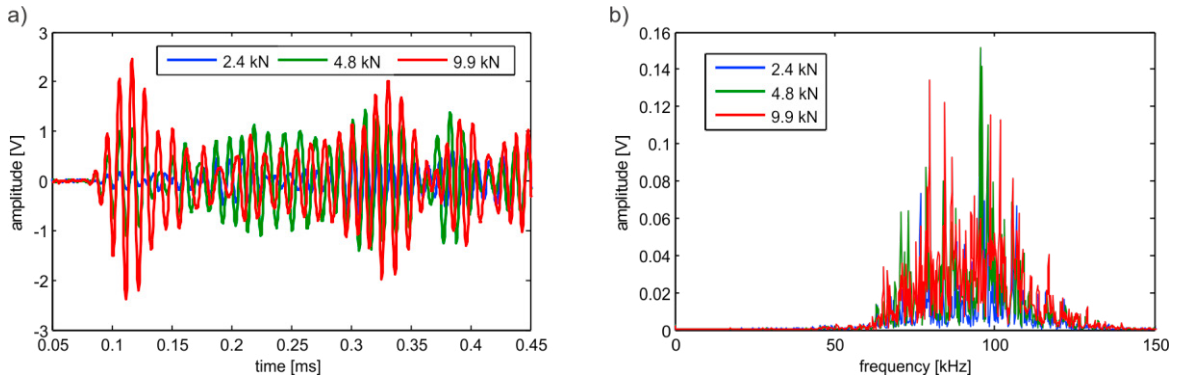 a)
3
2
1
0
-1
-2
-3
amplitude [V]
2.4 kN 4.8 kN 9.9 kN
0.05 0.1 0.15 0.2 0.25 0.3 0.35 0.4 0.45
time [ms]
b)
0.16
0.14
0.12
0.1
0.08
0.06
0.04
0.02
0
amplitude [V]
2.4 kN
4.8 kN
9.9 kN
0 50 100 150
frequency [kHz]